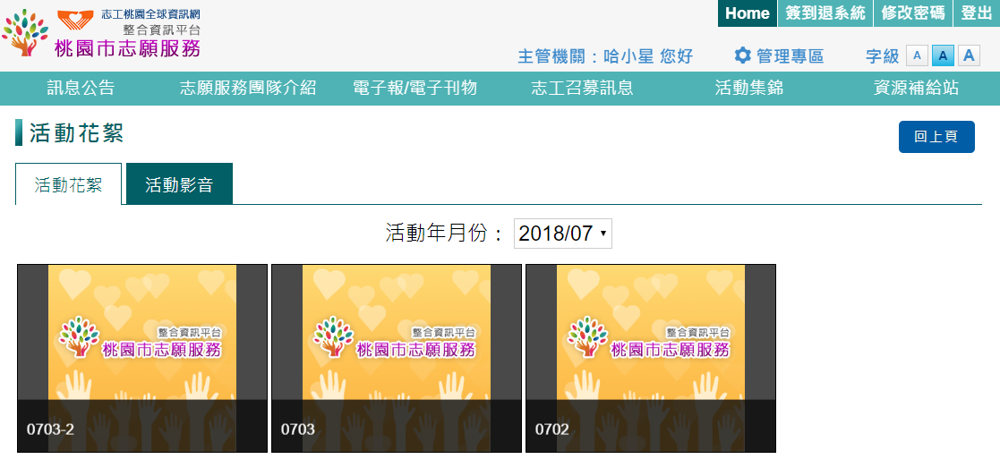 Home 簽到退系統 修改密碼 登出
志工桃園全球資訊網
整合資訊平台
桃園市志願服務
主管機關：哈小星 您好 管理專區 字級 A A A
訊息公告 志願服務團隊介紹 電子報/電子刊物 志工召募訊息 活動集錦 資源補給站
活動花絮
回上頁
活動花絮 活動影音
活動年月份： 2018/07
整合資訊平台 整合資訊平台 整合資訊平台
桃園市志願服務 桃園市志願服務 桃園市志願服務
0703-2 0703 0702